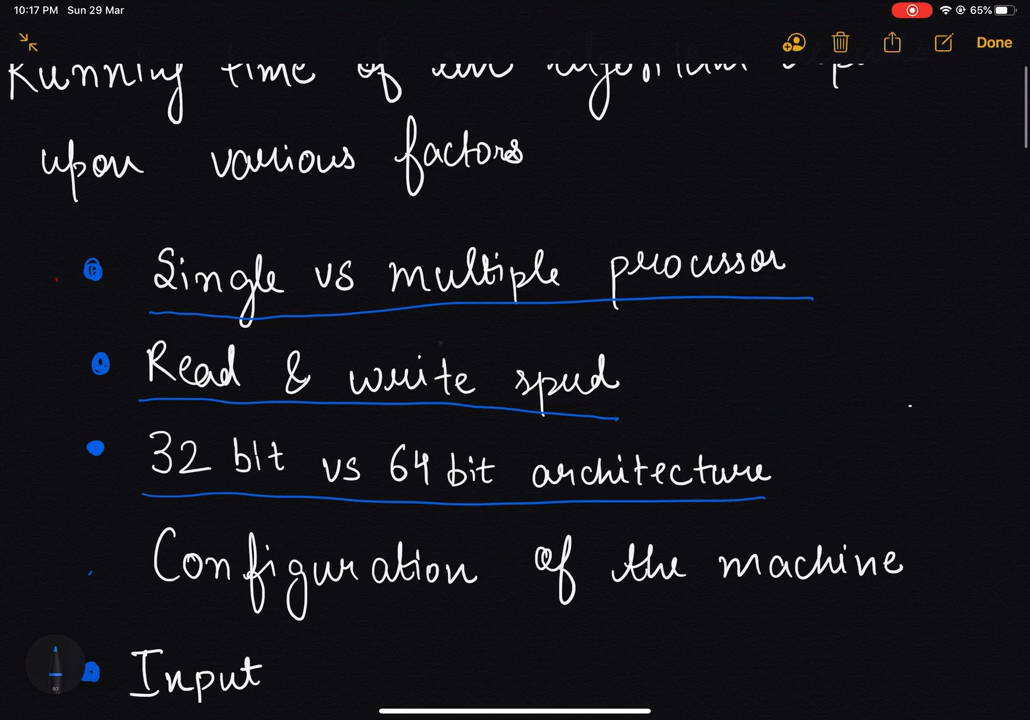 10:17 PM Sun 29 Mar 65%
Done
Running time of
upon various factors
Single vs multiple processor
Read & write speed
32 bit vs 64 bit architecture
Configuration of the machine
Input